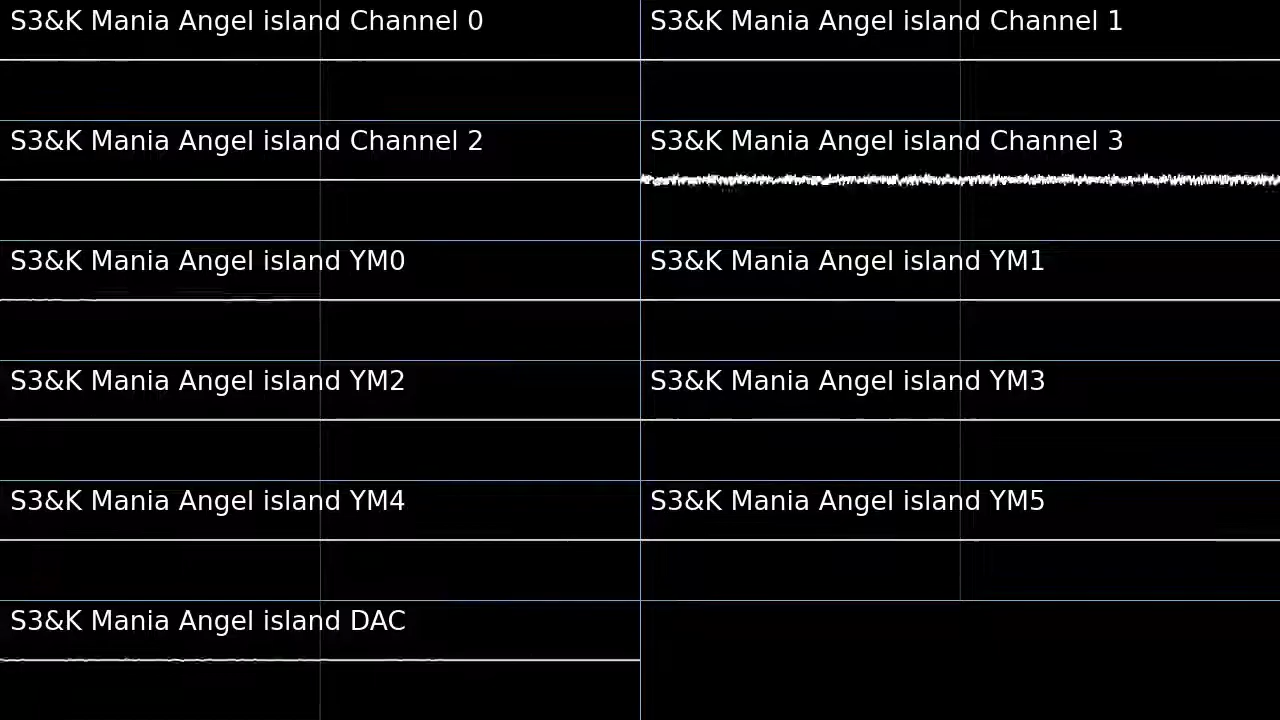 S3&K Mania Angel island Channel 0
S3&K Mania Angel island Channel 1
S3&K Mania Angel island Channel 2
S3&K Mania Angel island Channel 3
S3&K Mania Angel island YM0
S3&K Mania Angel island YM1
S3&K Mania Angel island YM2
S3&K Mania Angel island YM3
S3&K Mania Angel island YM4
S3&K Mania Angel island YM5
S3&K Mania Angel island DAC